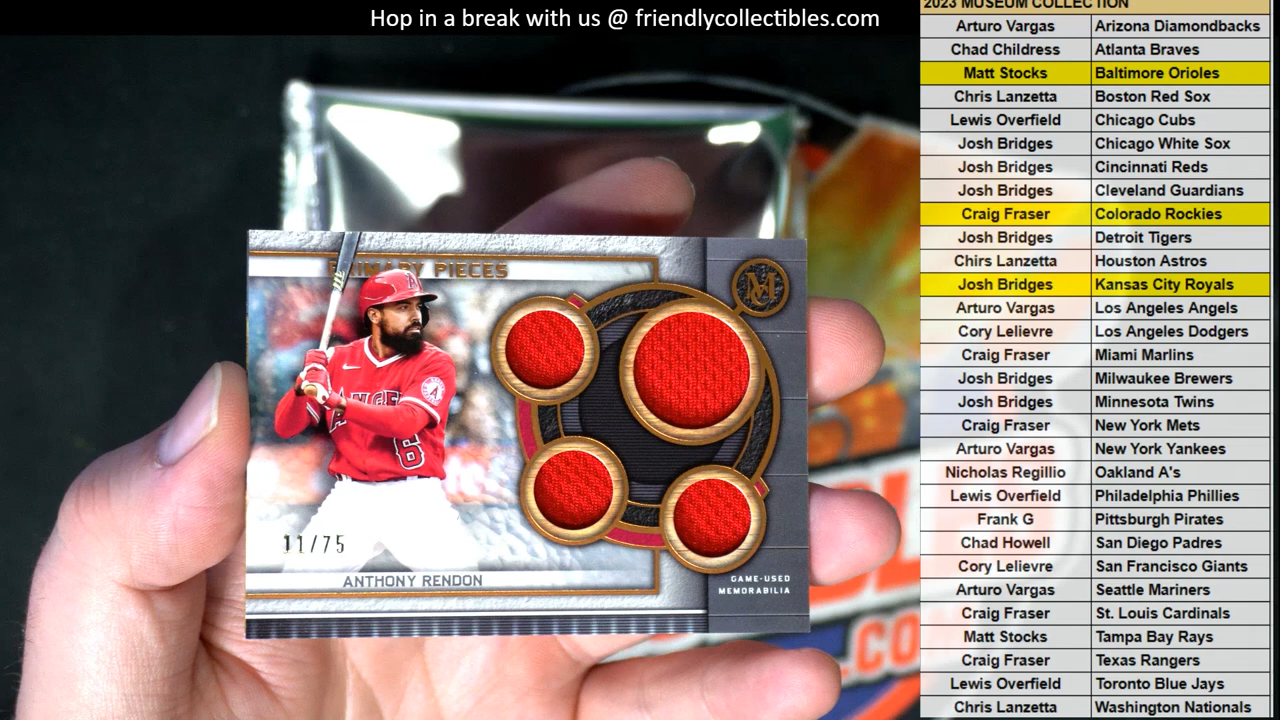 Hop in a break with us @ friendlycollectibles.com
2023 MUSEUM COLLECTION
Arturo Vargas Arizona Diamondbacks
Chad Childress Atlanta Braves
Matt Stocks Baltimore Orioles
Chris Lanzetta Boston Red Sox
Lewis Overfield Chicago Cubs
Josh Bridges Chicago White Sox
Josh Bridges Cincinnati Reds
Josh Bridges Cleveland Guardians
Craig Fraser Colorado Rockies
Josh Bridges Detroit Tigers
Chirs Lanzetta Houston Astros
Josh Bridges Kansas City Royals
Arturo Vargas Los Angeles Angels
Cory Lelievre Los Angeles Dodgers
Craig Fraser Miami Marlins
Josh Bridges Milwaukee Brewers
Josh Bridges Minnesota Twins
Craig Fraser New York Mets
Arturo Vargas New York Yankees
Nicholas Regillio Oakland A's
Lewis Overfield Philadelphia Phillies
Frank G Pittsburgh Pirates
Chad Howell San Diego Padres
Cory Lelievre San Francisco Giants
Arturo Vargas Seattle Mariners
Craig Fraser St. Louis Cardinals
Matt Stocks Tampa Bay Rays
Craig Fraser Texas Rangers
Lewis Overfield Toronto Blue Jays
Chris Lanzetta Washington Nationals
PRIMARY PIECES
M
A
ANGE
A
6
11/75
ANTHONY RENDON
GAME-USED
MEMORABILIA
.CO